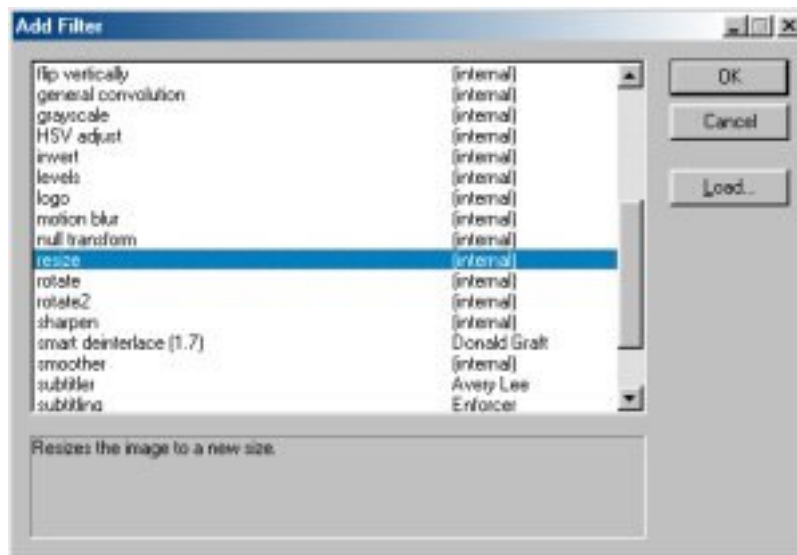 Add Filter
flip vertically (internal)
general convolution (internal)
grayscale (internal)
HSV adjust (internal)
invert (internal)
levels (internal)
logo (internal)
motion blur (internal)
null transform (internal)
resize (internal)
rotate (internal)
rotate2 (internal)
sharpen (internal)
smart deinterlace (1.7) Donald Graft
smoother (internal)
subtitler Avery Lee
subtitling Enforcer
OK
Cancel
Load...
Resizes the image to a new size.